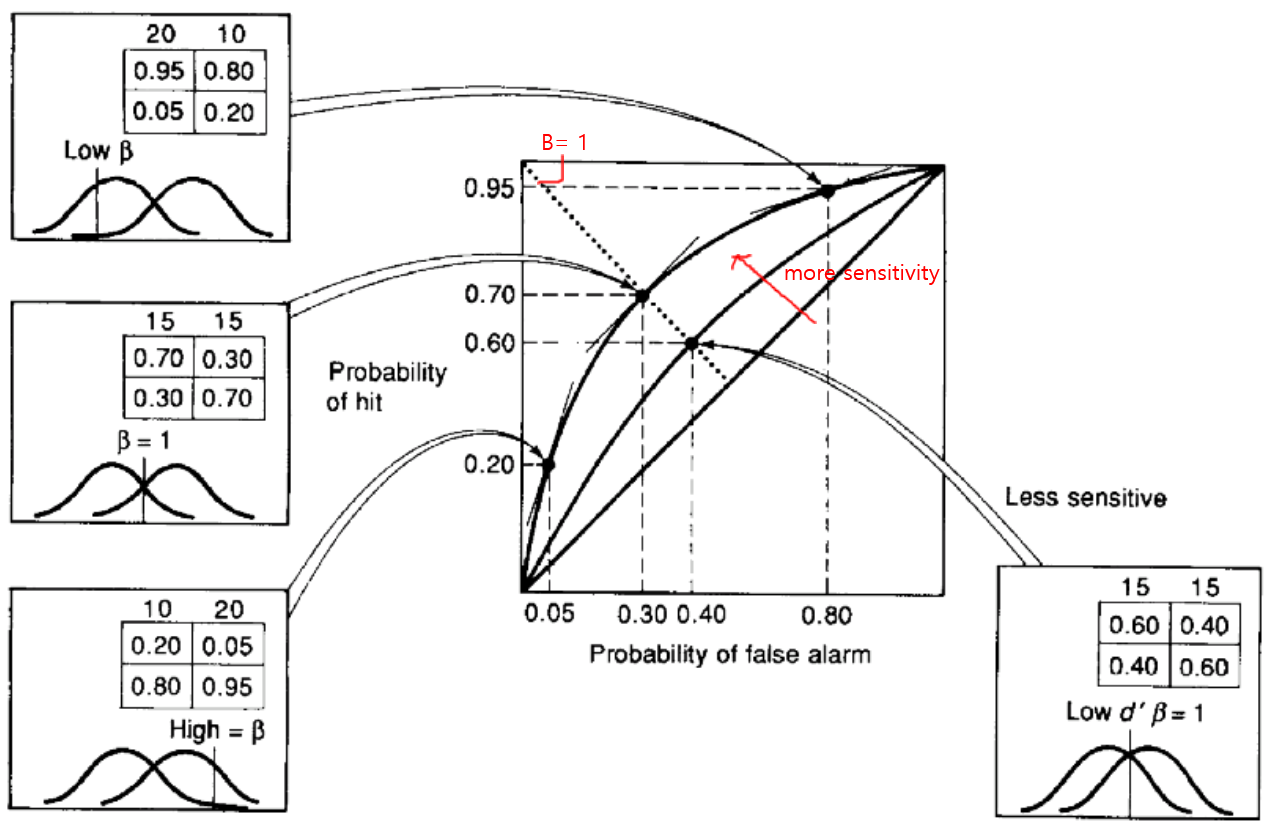 20 10
0.95 0.80
0.05 0.20
Low β
15 15
0.70 0.30
0.30 0.70
β = 1
10 20
0.20 0.05
0.80 0.95
High = β
B= 1
0.95
more sensitivity
0.70
0.60
Probability
of hit
0.20
0.05 0.30 0.40 0.80
Probability of false alarm
Less sensitive
15 15
0.60 0.40
0.40 0.60
Low d′ β = 1